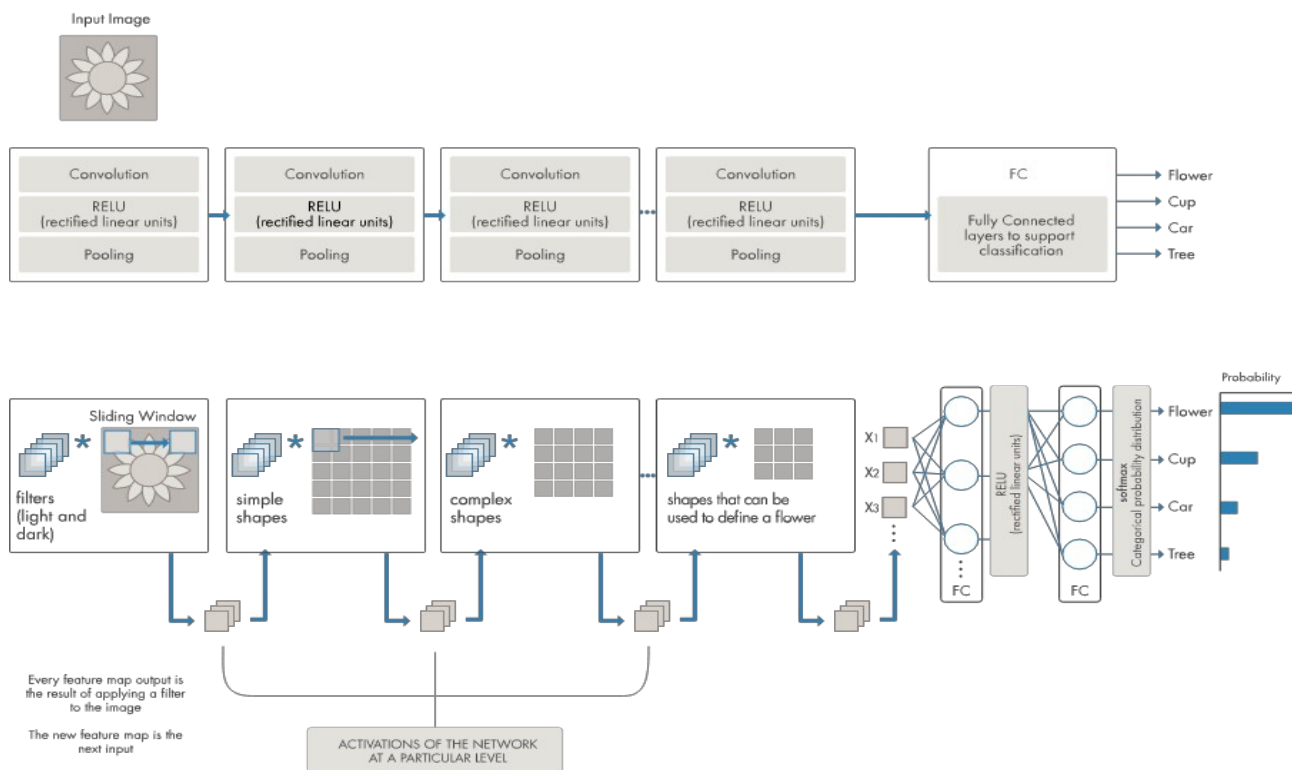 Input Image
Convolution
RELU
(rectified linear units)
Pooling
Convolution
RELU
(rectified linear units)
Pooling
Convolution
RELU
(rectified linear units)
Pooling
Convolution
RELU
(rectified linear units)
Pooling
FC
Fully Connected
layers to support
classification
Flower
Cup
Car
Tree
Sliding Window
*
filters
(light and
dark)
*
simple
shapes
*
complex
shapes
*
shapes that can be
used to define a flower
X1
X2
X3
FC
RELU
(rectified linear units)
FC
softmax
Categorical probability distribution
Flower
Cup
Car
Tree
Probability
Every feature map output is
the result of applying a filter
to the image
The new feature map is the
next input
ACTIVATIONS OF THE NETWORK
AT A PARTICULAR LEVEL